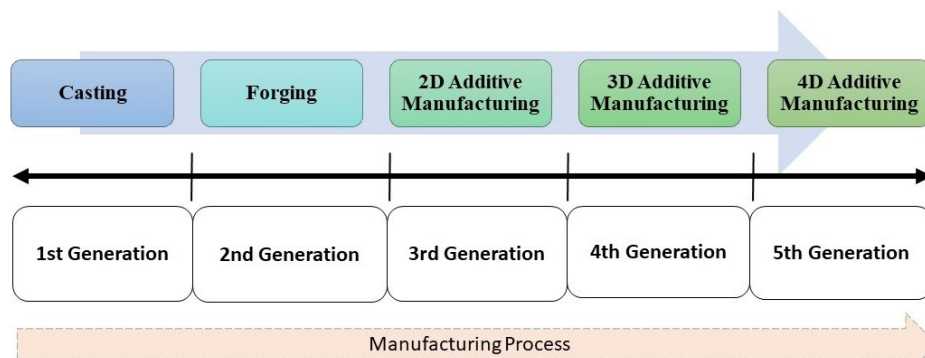 Casting
Forging
2D Additive
Manufacturing
3D Additive
Manufacturing
4D Additive
Manufacturing
1st Generation
2nd Generation
3rd Generation
4th Generation
5th Generation
Manufacturing Process